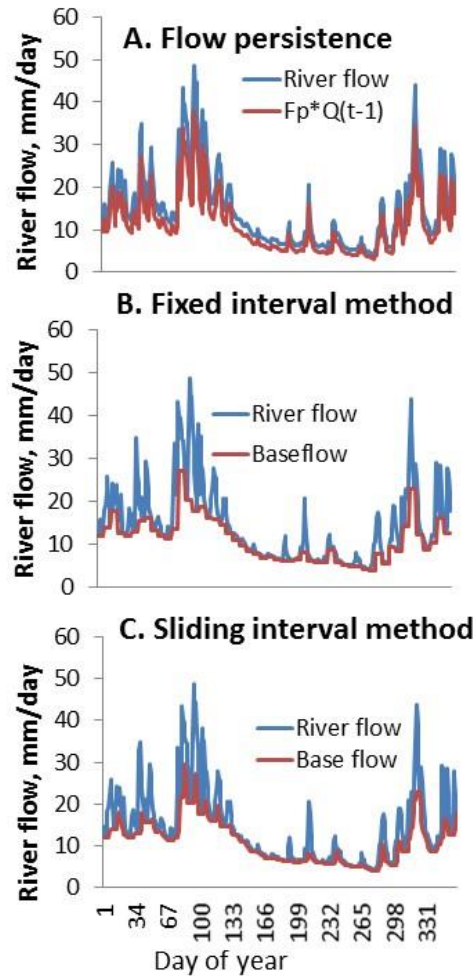 A. Flow persistence
River flow
Fp*Q(t-1)
River flow, mm/day
60
50
40
30
20
10
0
B. Fixed interval method
River flow
Baseflow
River flow, mm/day
60
50
40
30
20
10
0
C. Sliding interval method
River flow
Base flow
River flow, mm/day
60
50
40
30
20
10
0
1
34
67
100
133
166
199
232
265
298
331
Day of year